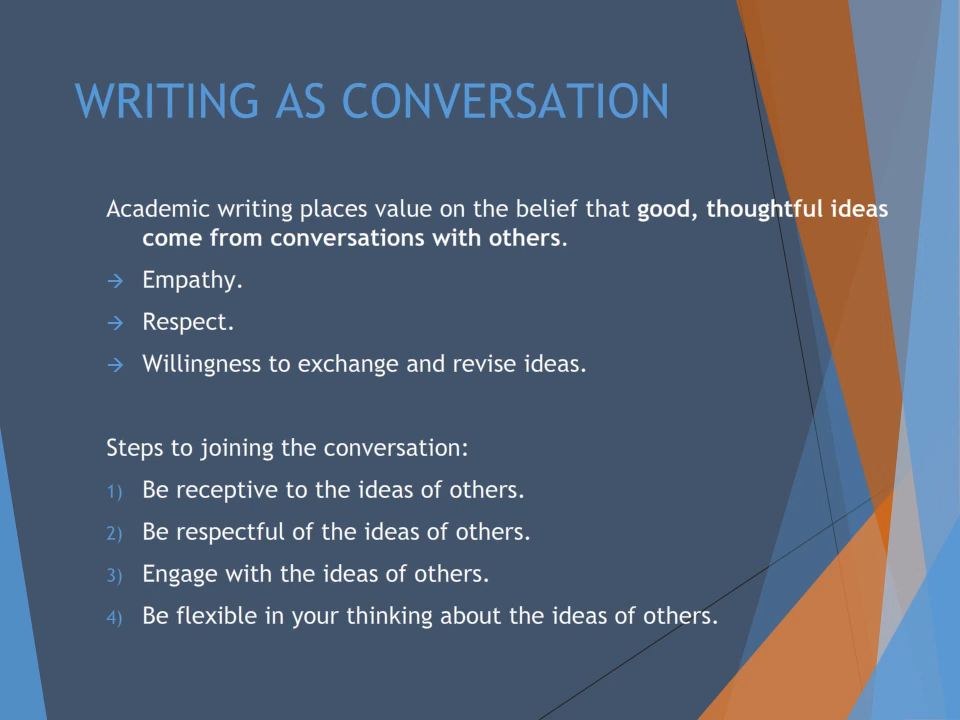 WRITING AS CONVERSATION
Academic writing places value on the belief that good, thoughtful ideas
come from conversations with others.
→ Empathy.
→ Respect.
→ Willingness to exchange and revise ideas.
Steps to joining the conversation:
1) Be receptive to the ideas of others.
2) Be respectful of the ideas of others.
3) Engage with the ideas of others.
4) Be flexible in your thinking about the ideas of others.